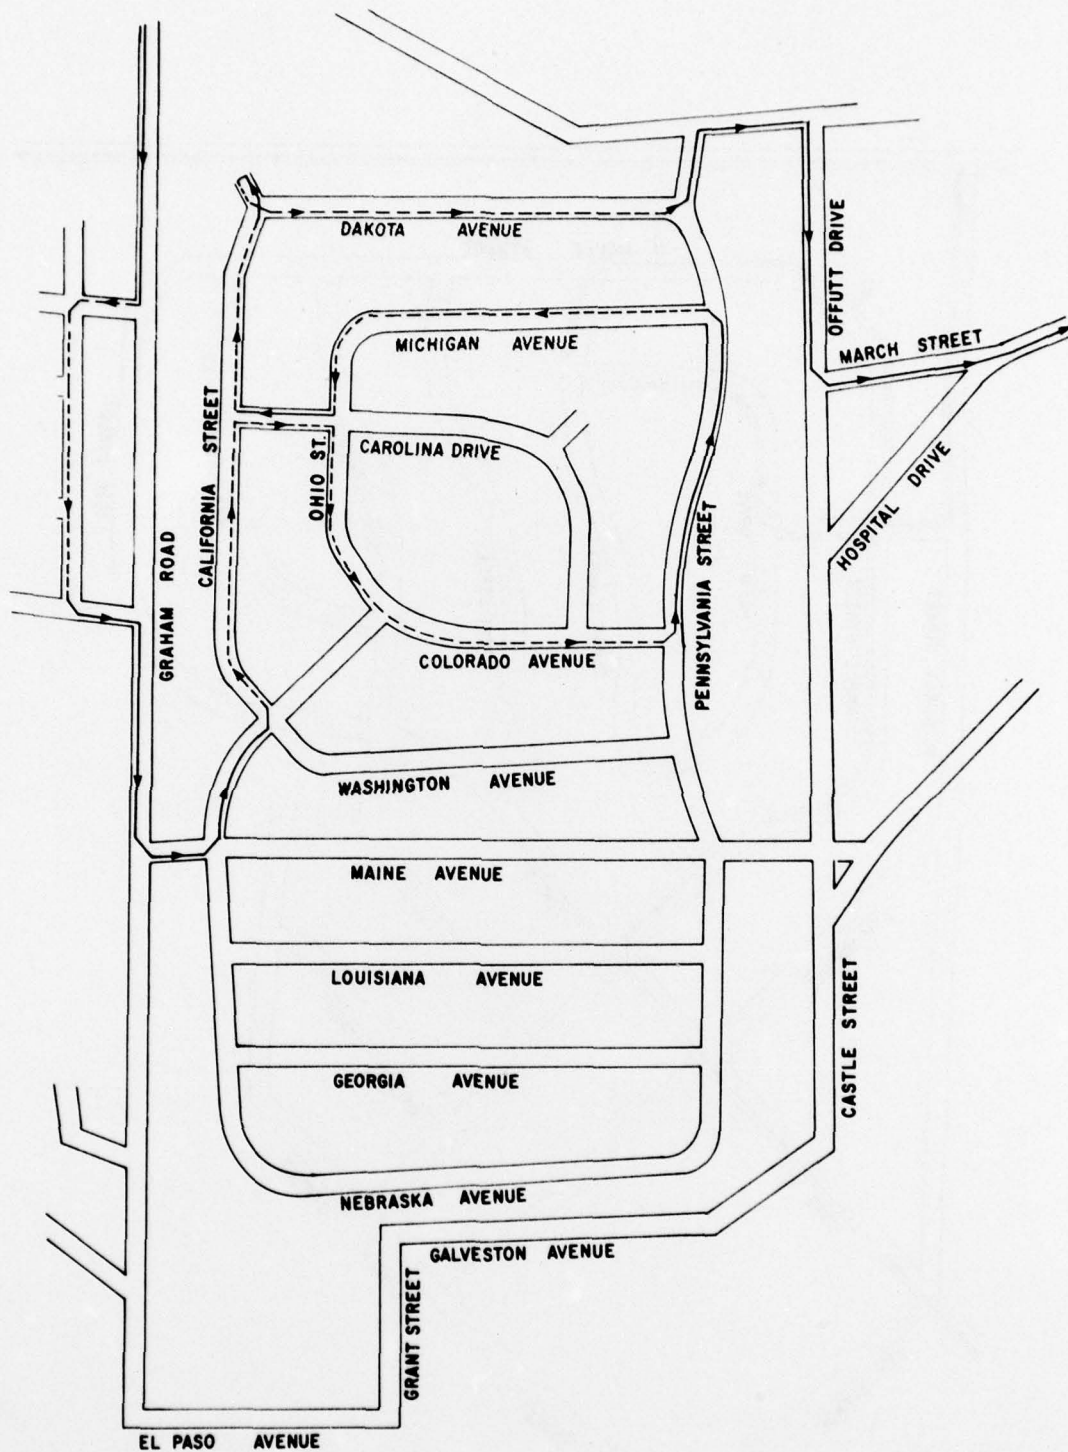 DAKOTA AVENUE
OFFUTT DRIVE
MICHIGAN AVENUE
MARCH STREET
CALIFORNIA STREET
OHIO ST.
CAROLINA DRIVE
HOSPITAL DRIVE
GRAHAM ROAD
PENNSYLVANIA STREET
COLORADO AVENUE
WASHINGTON AVENUE
MAINE AVENUE
LOUISIANA AVENUE
CASTLE STREET
GEORGIA AVENUE
NEBRASKA AVENUE
GALVESTON AVENUE
GRANT STREET
EL PASO AVENUE